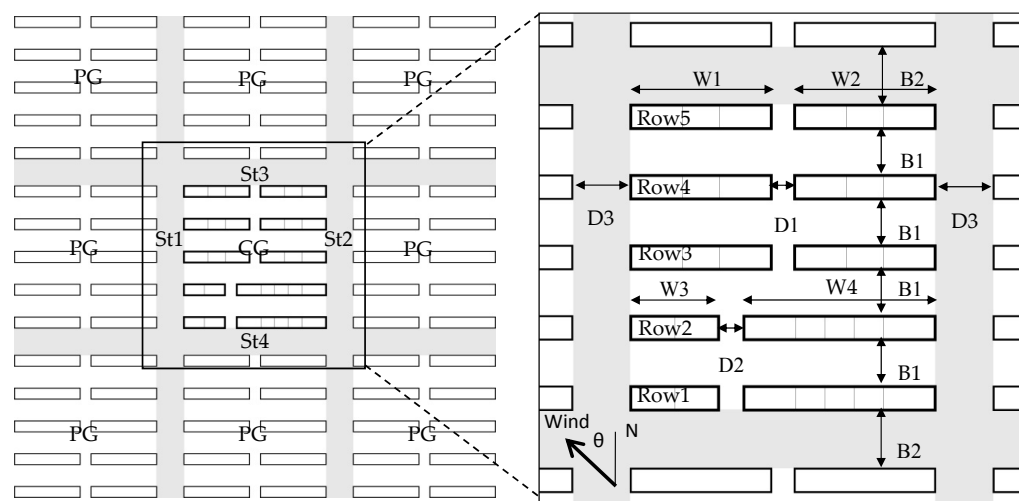 PG PG PG
St3
PG St1 CG St2 PG
St4
PG PG PG
W1 W2 B2
Row5
B1
Row4
D3 D1 B1 D3
Row3
W3 W4 B1
Row2
D2 B1
Row1
Wind θ N
B2